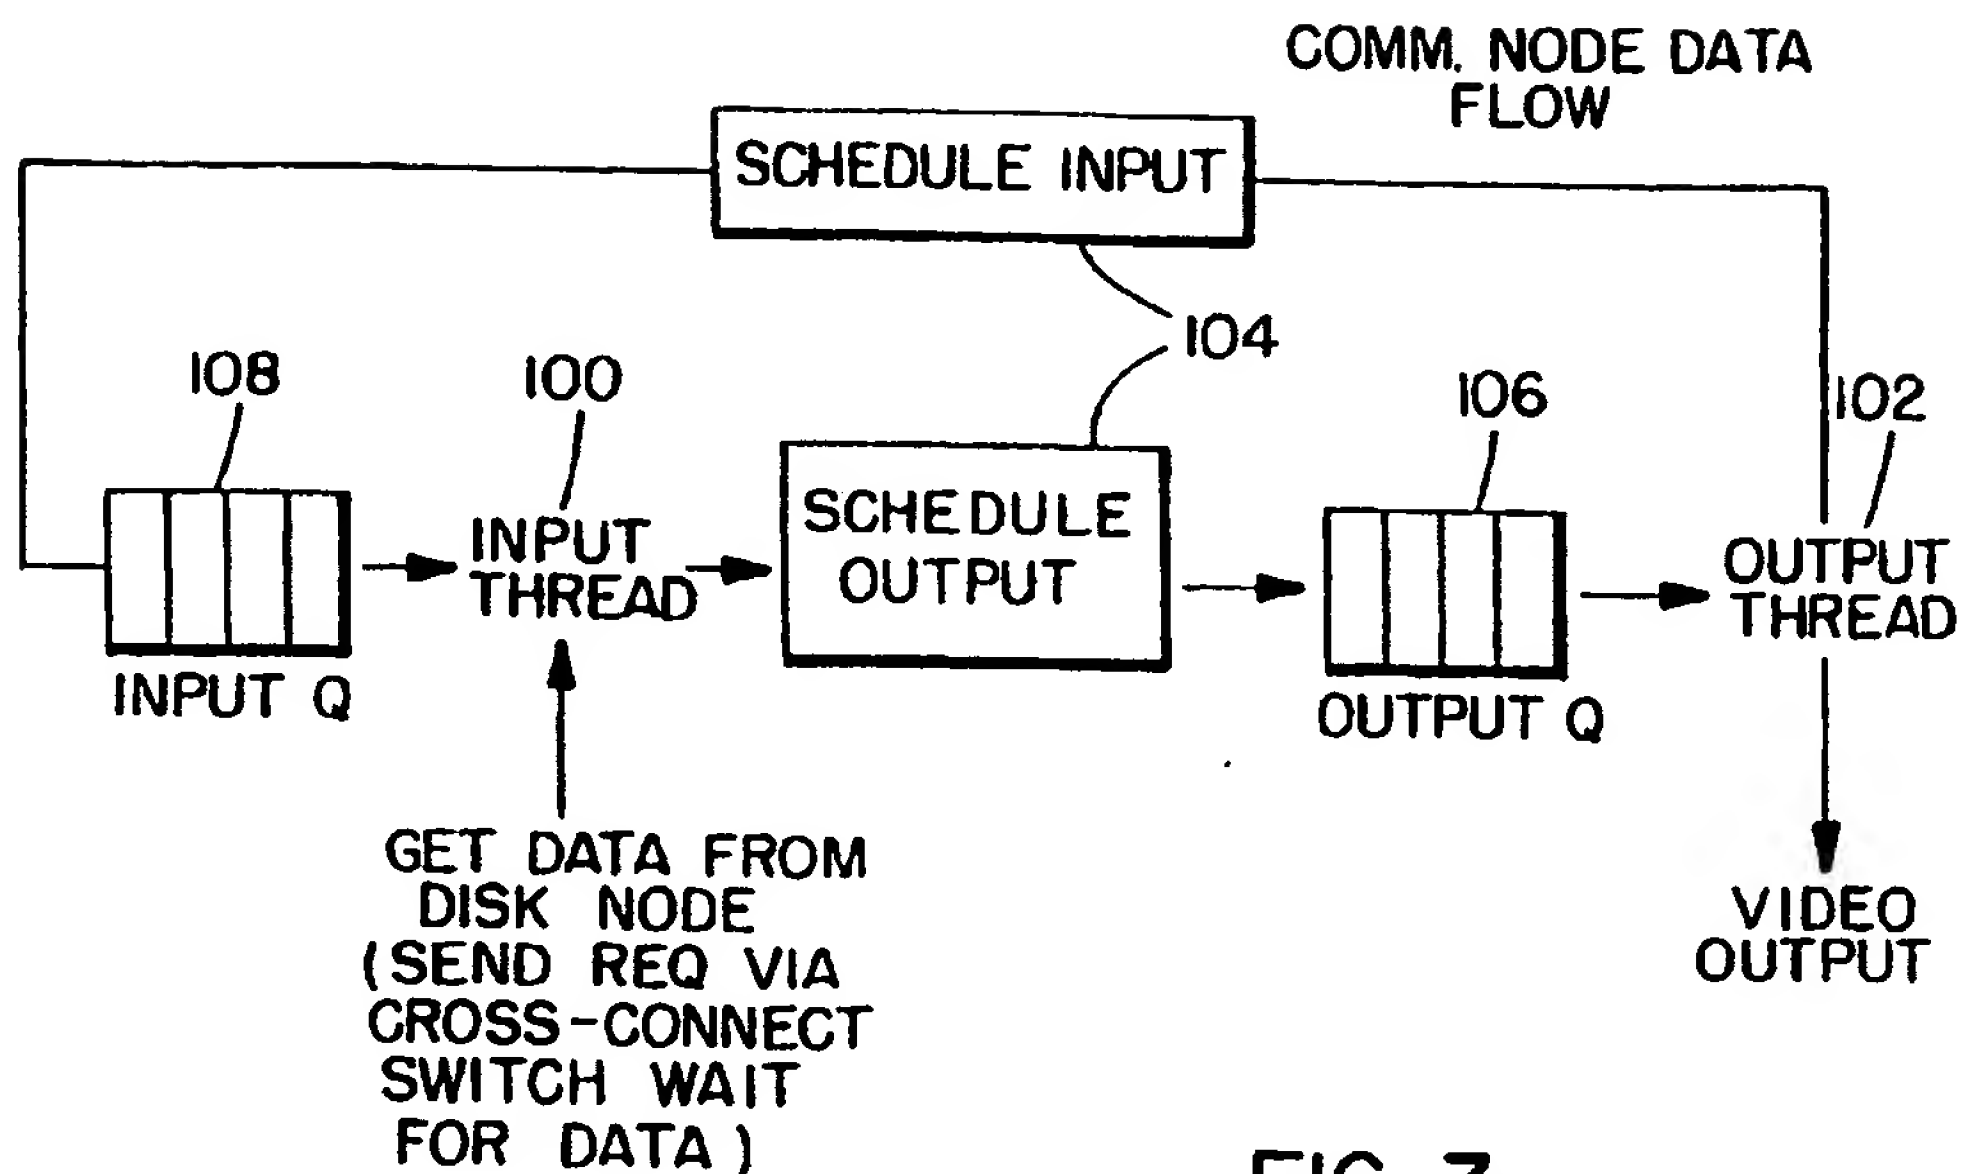 COMM. NODE DATA
FLOW
SCHEDULE INPUT
104
108
100
106
102
INPUT
THREAD
SCHEDULE
OUTPUT
OUTPUT
THREAD
INPUT Q
OUTPUT Q
GET DATA FROM
DISK NODE
(SEND REQ VIA
CROSS-CONNECT
SWITCH WAIT
FOR DATA)
VIDEO
OUTPUT